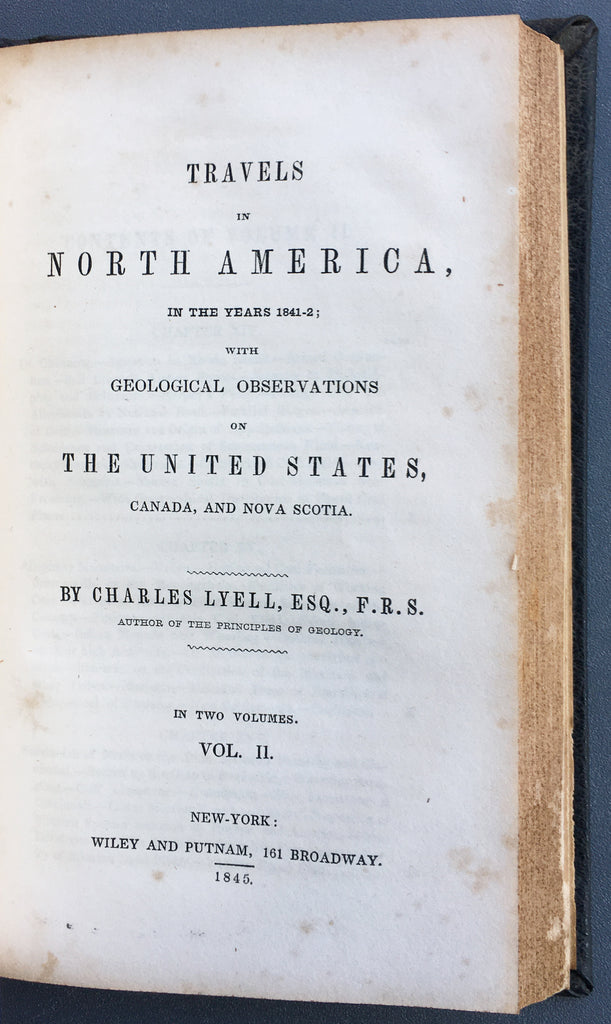 TRAVELS
IN
NORTH AMERICA,
IN THE YEARS 1841-2;
WITH
GEOLOGICAL OBSERVATIONS
ON
THE UNITED STATES,
CANADA, AND NOVA SCOTIA.
BY CHARLES LYELL, ESQ., F.R.S.
AUTHOR OF THE PRINCIPLES OF GEOLOGY.
IN TWO VOLUMES.
VOL. II.
NEW-YORK:
WILEY AND PUTNAM, 161 BROADWAY.
1845.